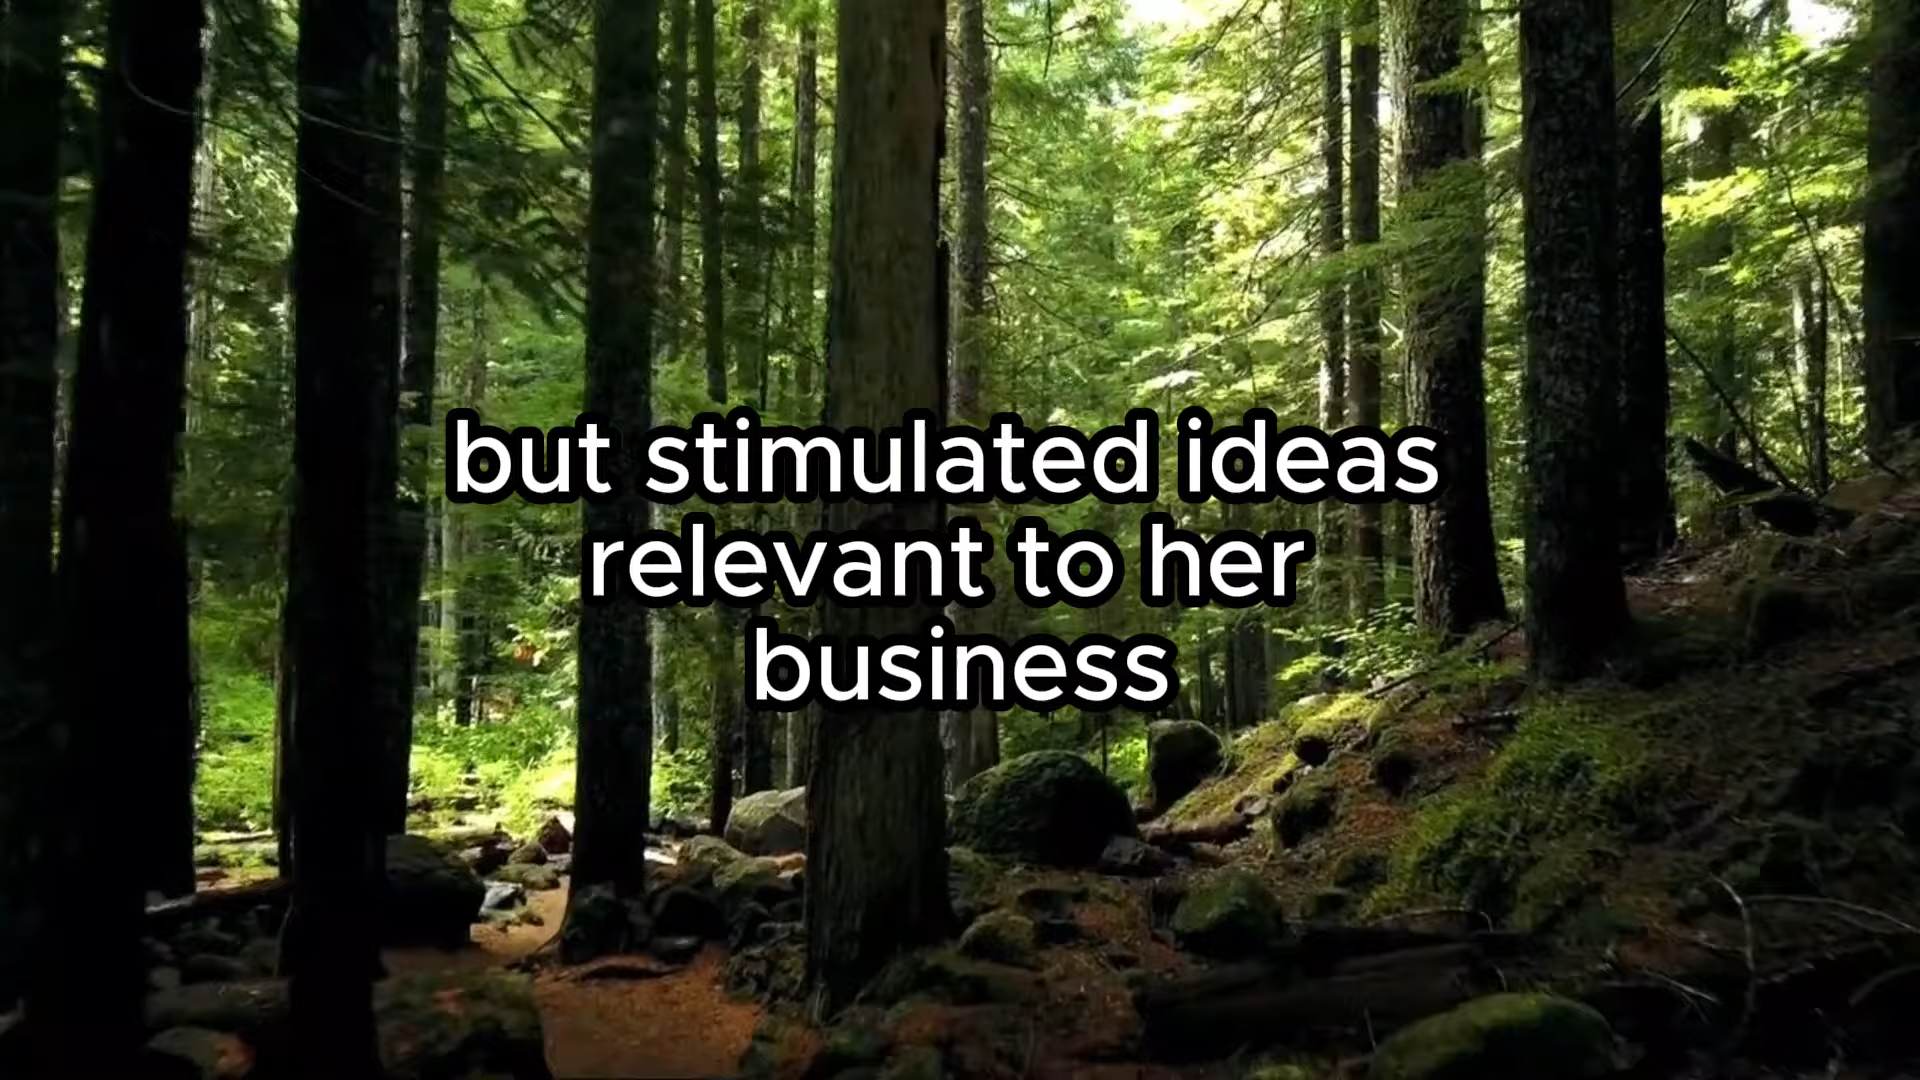 but stimulated ideas
relevant to her
business